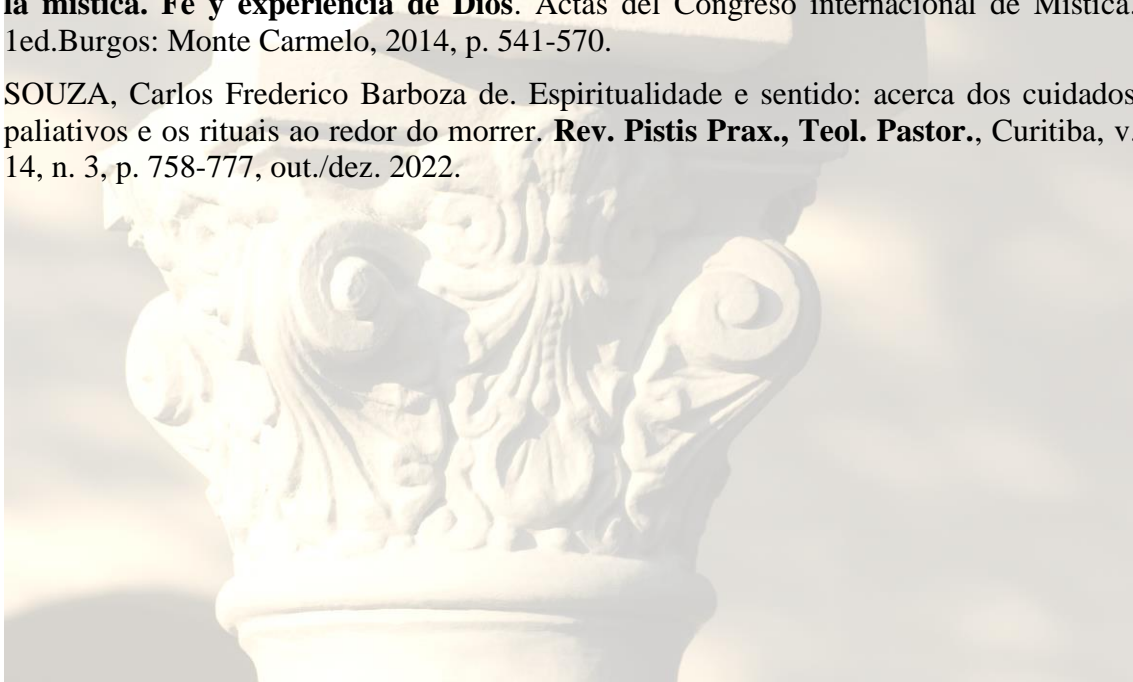 la mística. Fe y experiencia de Dios. Actas del Congreso internacional de Mística.
1ed.Burgos: Monte Carmelo, 2014, p. 541-570.
SOUZA, Carlos Frederico Barboza de. Espiritualidade e sentido: acerca dos cuidados
paliativos e os rituais ao redor do morrer. Rev. Pistis Prax., Teol. Pastor., Curitiba, v.
14, n. 3, p. 758-777, out./dez. 2022.